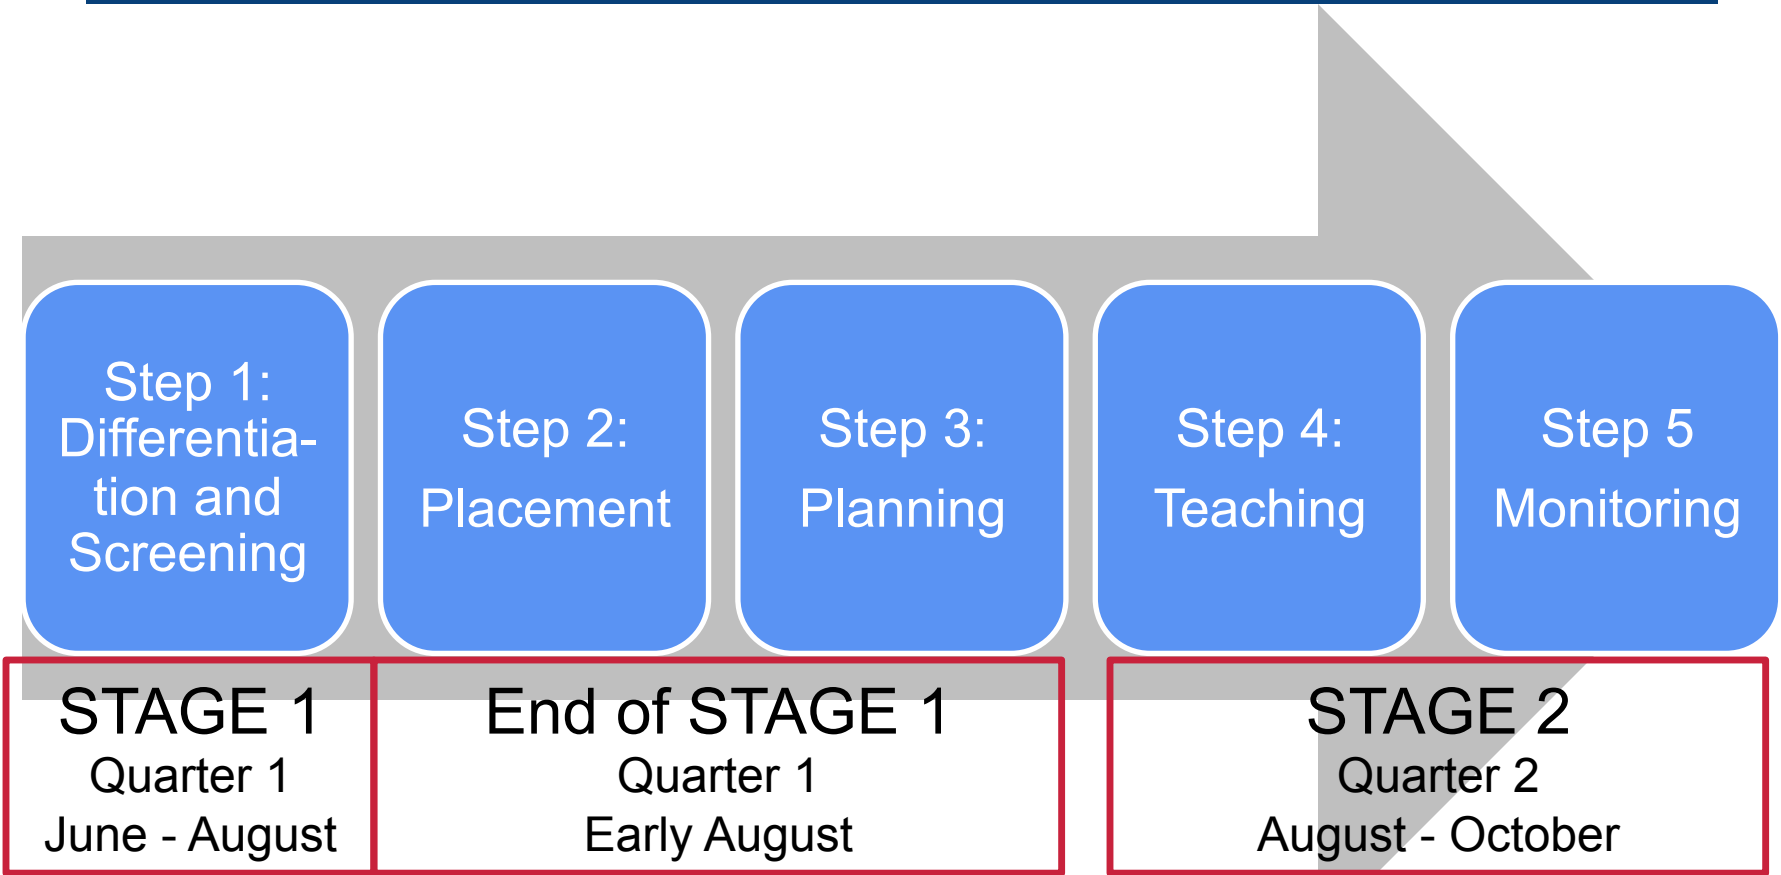 Step 1:
Differentia-
tion and
Screening
Step 2:
Placement
Step 3:
Planning
Step 4:
Teaching
Step 5
Monitoring
STAGE 1
Quarter 1
June - August
End of STAGE 1
Quarter 1
Early August
STAGE 2
Quarter 2
August - October